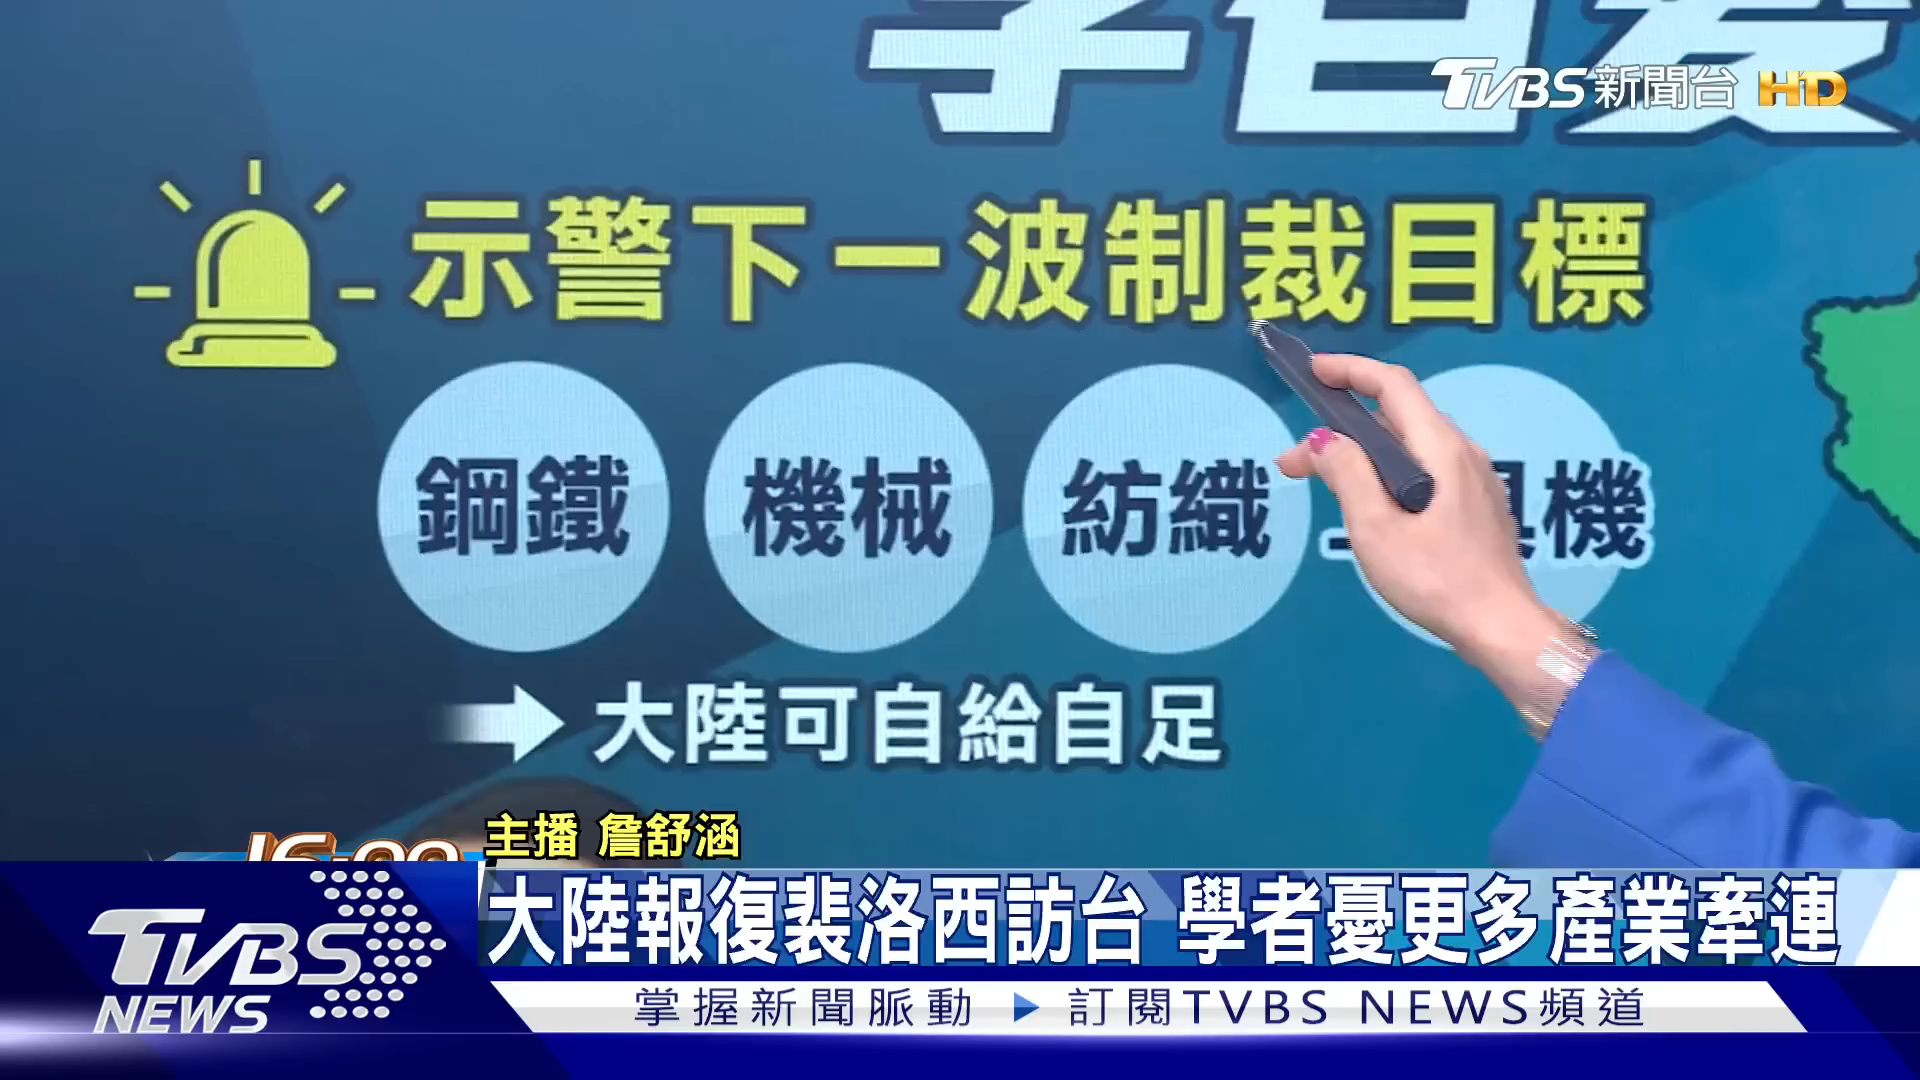 TVBS新聞台 HD
示警下一波制裁目標
鋼鐵
機械
紡織
具機
大陸可自給自足
主播 詹舒涵
大陸報復裴洛西訪台 學者憂更多產業牽連
TVBS
NEWS
掌握新聞脈動 ▶ 訂閱TVBS NEWS頻道